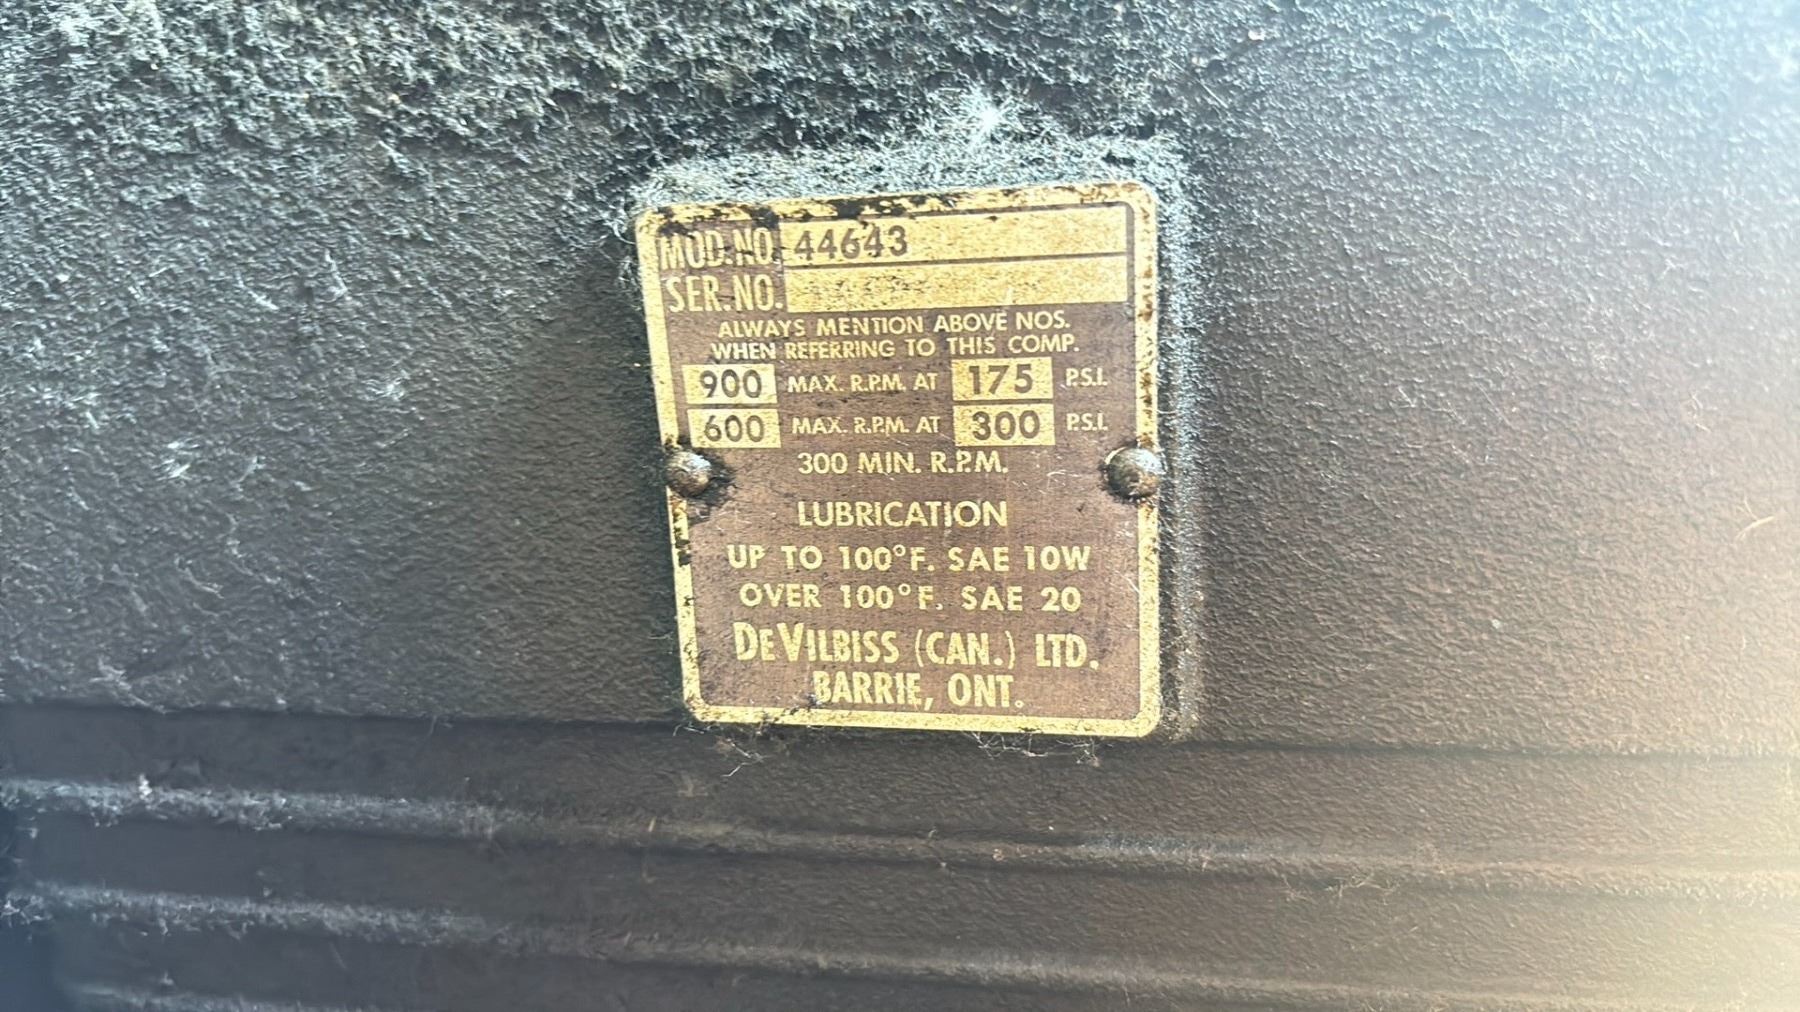 MOD. NO. 44643
SER. NO.
ALWAYS MENTION ABOVE NOS.
WHEN REFERRING TO THIS COMP.
900 MAX. R.P.M. AT 175 P.S.I.
600 MAX. R.P.M. AT 300 P.S.I.
300 MIN. R.P.M.
LUBRICATION
UP TO 100°F. SAE 10W
OVER 100°F. SAE 20
DEVILBISS (CAN.) LTD.
BARRIE, ONT.